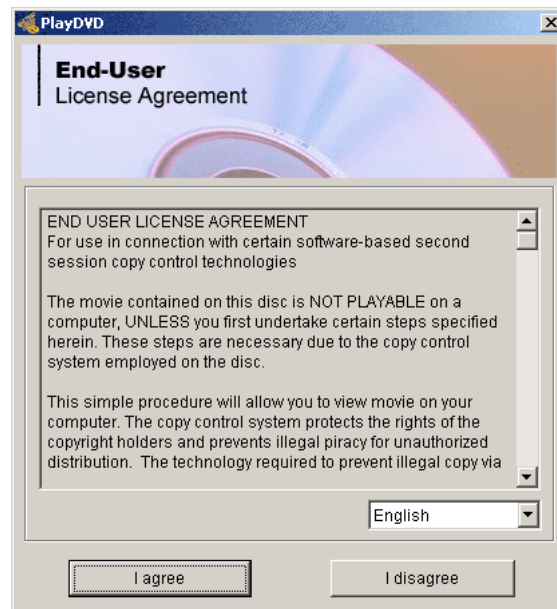 PlayDVD
End-User
License Agreement
END USER LICENSE AGREEMENT
For use in connection with certain software-based second
session copy control technologies
The movie contained on this disc is NOT PLAYABLE on a
computer, UNLESS you first undertake certain steps specified
herein. These steps are necessary due to the copy control
system employed on the disc.
This simple procedure will allow you to view movie on your
computer. The copy control system protects the rights of the
copyright holders and prevents illegal piracy for unauthorized
distribution.  The technology required to prevent illegal copy via
English
I agree
I disagree